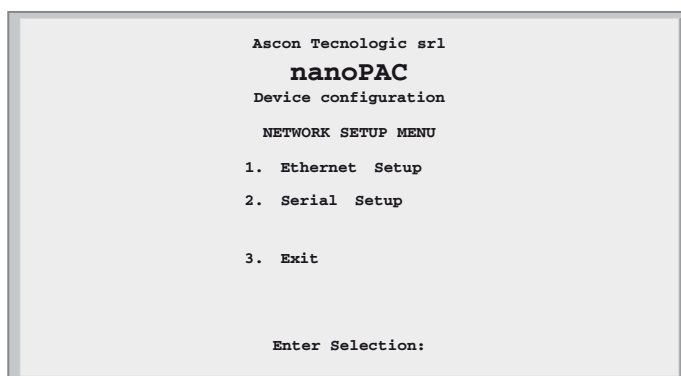 Ascon Tecnologic srl
nanoPAC
Device configuration
NETWORK SETUP MENU
1. Ethernet Setup
2. Serial Setup
3. Exit
Enter Selection: